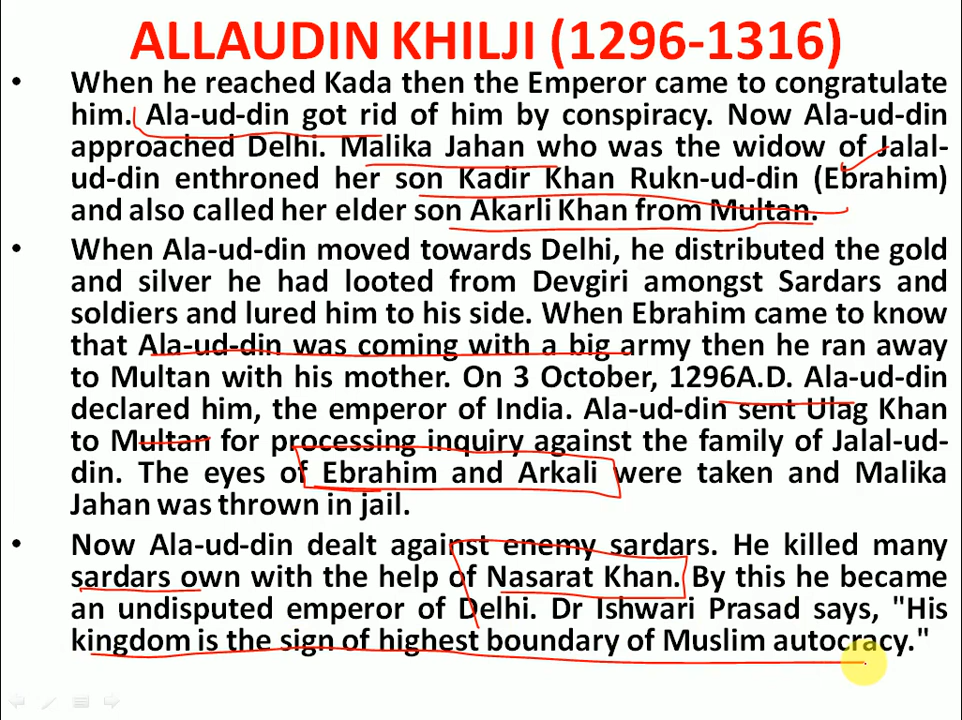 ALLAUDIN KHILJI (1296-1316)
• When he reached Kada then the Emperor came to congratulate
him. Ala-ud-din got rid of him by conspiracy. Now Ala-ud-din
approached Delhi. Malika Jahan who was the widow of Jalal-
ud-din enthroned her son Kadir Khan Rukn-ud-din (Ebrahim)
and also called her elder son Akarli Khan from Multan.
• When Ala-ud-din moved towards Delhi, he distributed the gold
and silver he had looted from Devgiri amongst Sardars and
soldiers and lured him to his side. When Ebrahim came to know
that Ala-ud-din was coming with a big army then he ran away
to Multan with his mother. On 3 October, 1296A.D. Ala-ud-din
declared him, the emperor of India. Ala-ud-din sent Ulag Khan
to Multan for processing inquiry against the family of Jalal-ud-
din. The eyes of Ebrahim and Arkali were taken and Malika
Jahan was thrown in jail.
• Now Ala-ud-din dealt against enemy sardars. He killed many
sardars own with the help of Nasarat Khan. By this he became
an undisputed emperor of Delhi. Dr Ishwari Prasad says, "His
kingdom is the sign of highest boundary of Muslim autocracy."